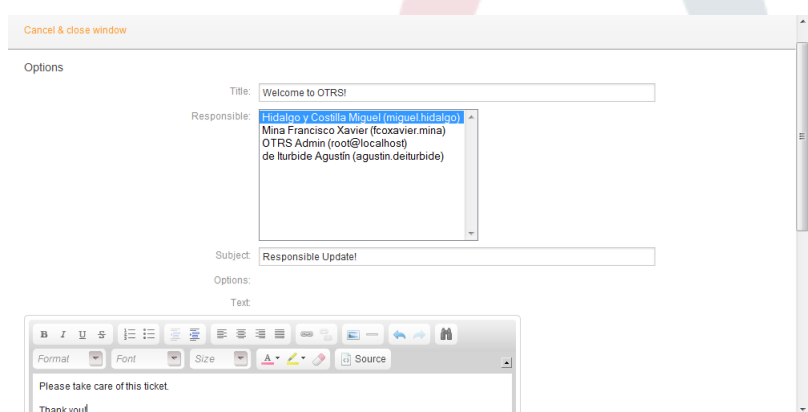 Cancel & close window
Options
Title: Welcome to OTRS!
Responsible: Hidalgo y Costilla Miguel (miguel.hidalgo)
Mina Francisco Xavier (fcoxavier.mina)
OTRS Admin (root@localhost)
de Iturbide Agustín (agustin.deiturbide)
Subject: Responsible Update!
Options:
Text:
B I U S
Format Font Size A Source
Please take care of this ticket.
Thank you!